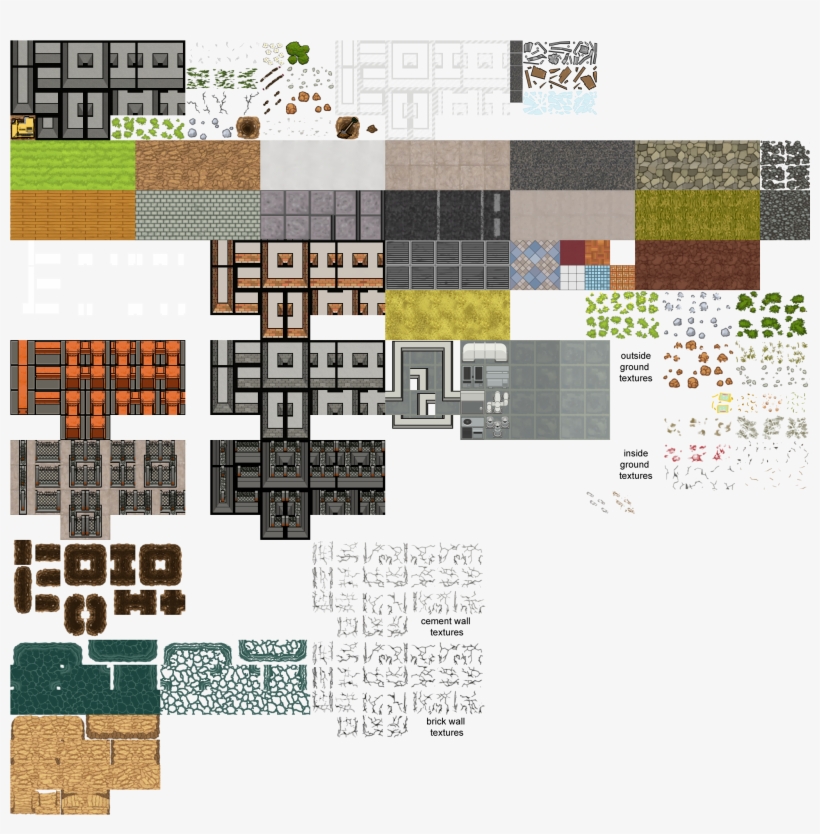 outside
ground
textures
inside
ground
textures
cement wall
textures
brick wall
textures